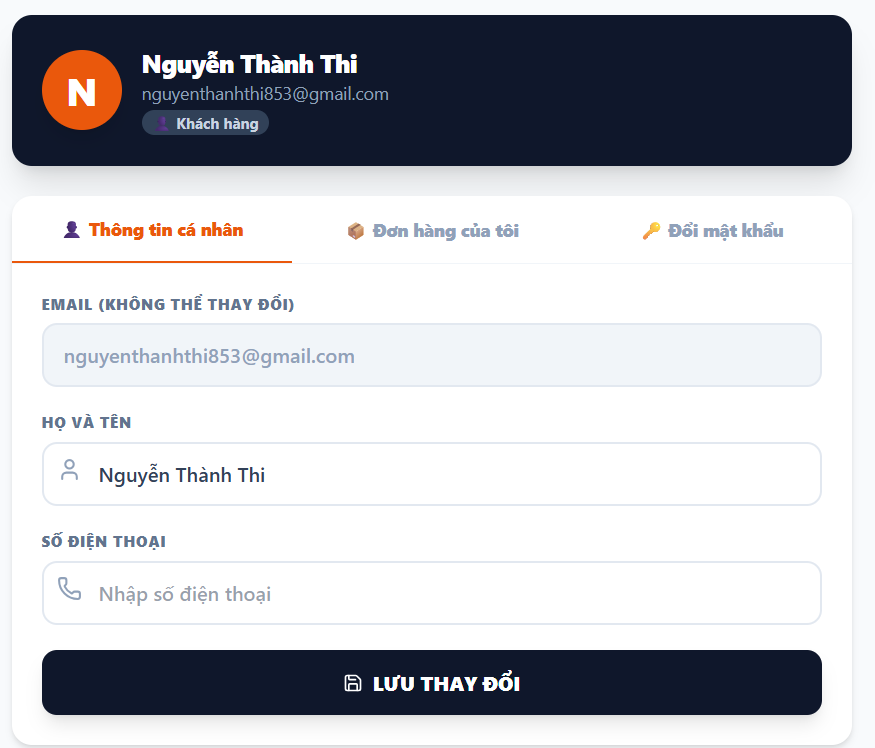 N
Nguyễn Thành Thi
nguyenthanhthi853@gmail.com
Khách hàng
Thông tin cá nhân
Đơn hàng của tôi
Đổi mật khẩu
EMAIL (KHÔNG THỂ THAY ĐỔI)
nguyenthanhthi853@gmail.com
HỌ VÀ TÊN
Nguyễn Thành Thi
SỐ ĐIỆN THOẠI
Nhập số điện thoại
LƯU THAY ĐỔI